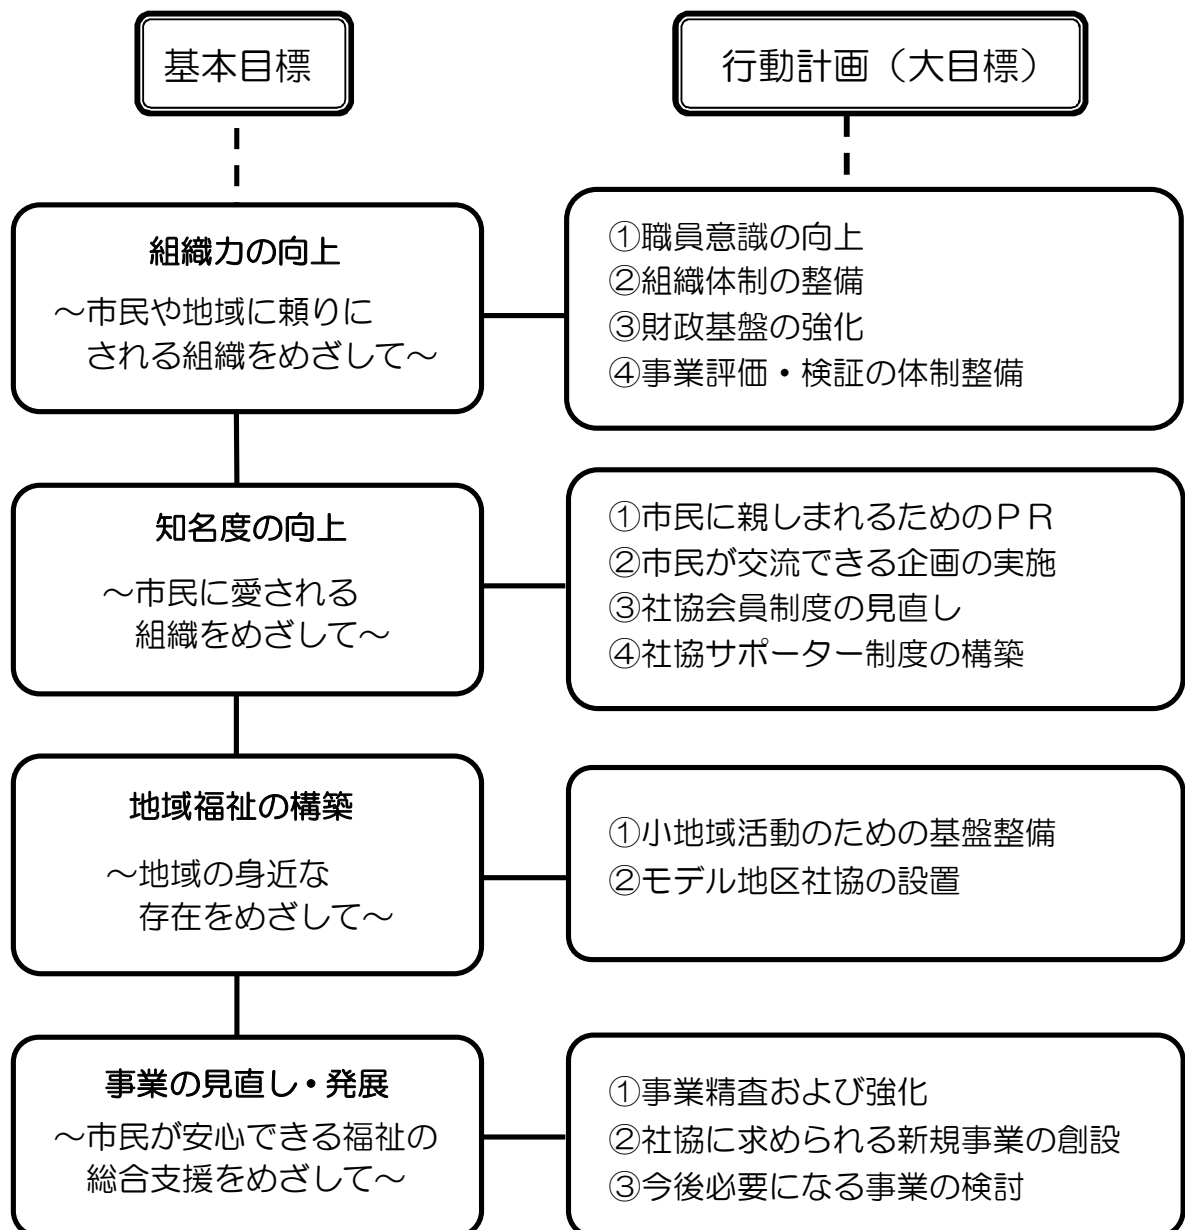 基本目標
行動計画（大目標）
組織力の向上
～市民や地域に頼りに
される組織をめざして～
①職員意識の向上
②組織体制の整備
③財政基盤の強化
④事業評価・検証の体制整備
知名度の向上
～市民に愛される
組織をめざして～
①市民に親しまれるためのＰＲ
②市民が交流できる企画の実施
③社協会員制度の見直し
④社協サポーター制度の構築
地域福祉の構築
～地域の身近な
存在をめざして～
①小地域活動のための基盤整備
②モデル地区社協の設置
事業の見直し・発展
～市民が安心できる福祉の
総合支援をめざして～
①事業精査および強化
②社協に求められる新規事業の創設
③今後必要になる事業の検討